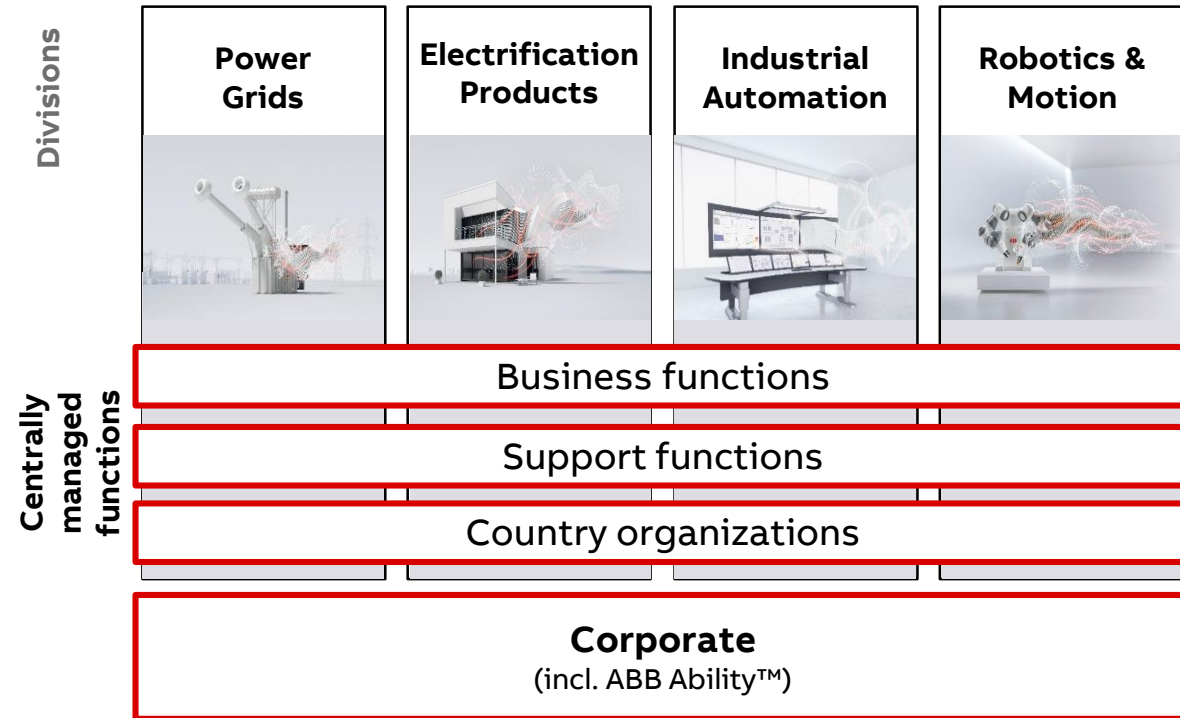 Divisions
Power
Grids
Electrification
Products
Industrial
Automation
Robotics &
Motion
Centrally
managed
functions
Business functions
Support functions
Country organizations
Corporate
(incl. ABB Ability™)